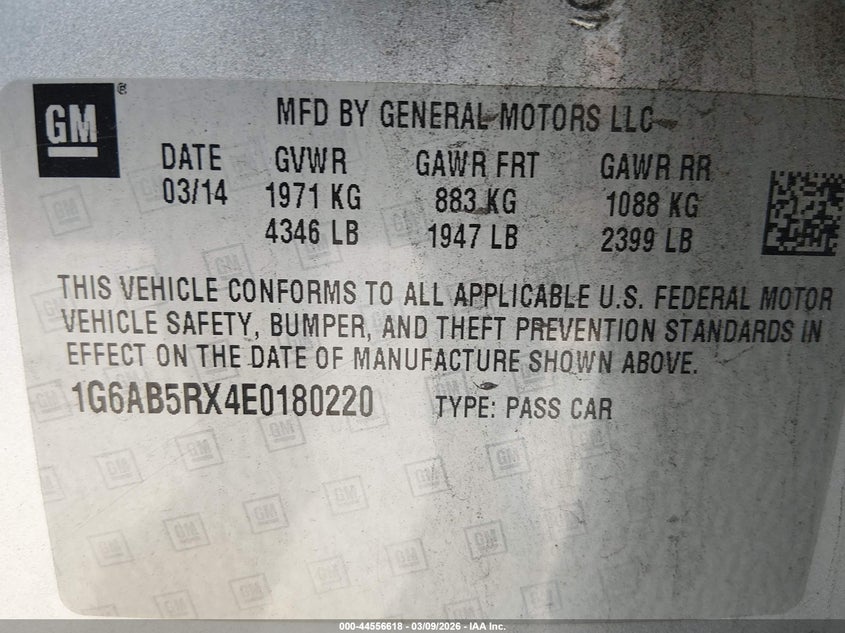 GM®
MFD BY GENERAL MOTORS LLC
DATE GVWR GAWR FRT GAWR RR
03/14 1971 KG 883 KG 1088 KG
4346 LB 1947 LB 2399 LB
THIS VEHICLE CONFORMS TO ALL APPLICABLE U.S. FEDERAL MOTOR
VEHICLE SAFETY, BUMPER, AND THEFT PREVENTION STANDARDS IN
EFFECT ON THE DATE OF MANUFACTURE SHOWN ABOVE.
1G6AB5RX4E0180220 TYPE: PASS CAR
000-44556618 - 03/09/2026 - IAA Inc.